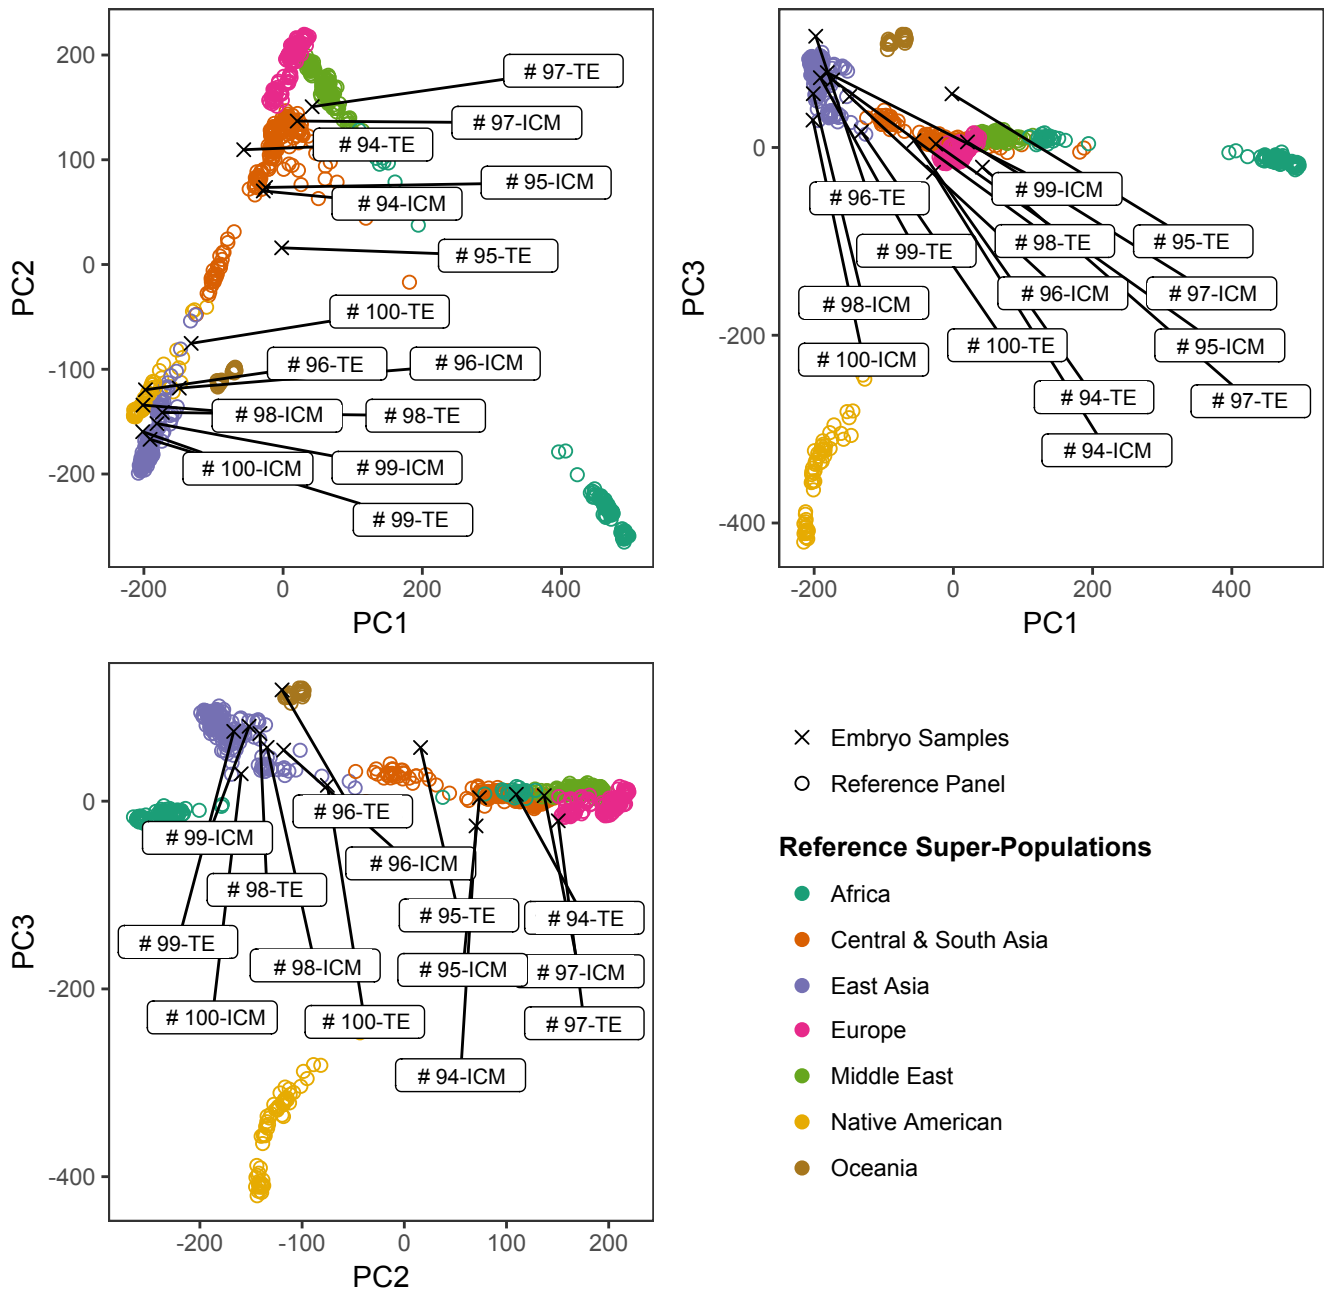 200
100
0
-100
-200
PC2
# 97-TE
# 97-ICM
# 94-TE
# 95-ICM
# 94-ICM
# 95-TE
# 100-TE
# 96-TE
# 96-ICM
# 98-ICM
# 98-TE
# 100-ICM
# 99-ICM
# 99-TE
-200
0
200
400
PC1
0
-200
-400
PC3
# 96-TE
# 99-ICM
# 99-TE
# 98-TE
# 95-TE
# 98-ICM
# 96-ICM
# 97-ICM
# 100-ICM
# 100-TE
# 95-ICM
# 94-TE
# 97-TE
# 94-ICM
-200
0
200
400
PC1
0
-200
-400
PC3
# 99-ICM
# 96-TE
# 96-ICM
# 98-TE
# 95-TE
# 94-TE
# 99-TE
# 98-ICM
# 95-ICM
# 97-ICM
# 100-ICM
# 100-TE
# 97-TE
# 94-ICM
-200
-100
0
100
200
PC2
Embryo Samples
Reference Panel
Reference Super-Populations
Africa
Central & South Asia
East Asia
Europe
Middle East
Native American
Oceania